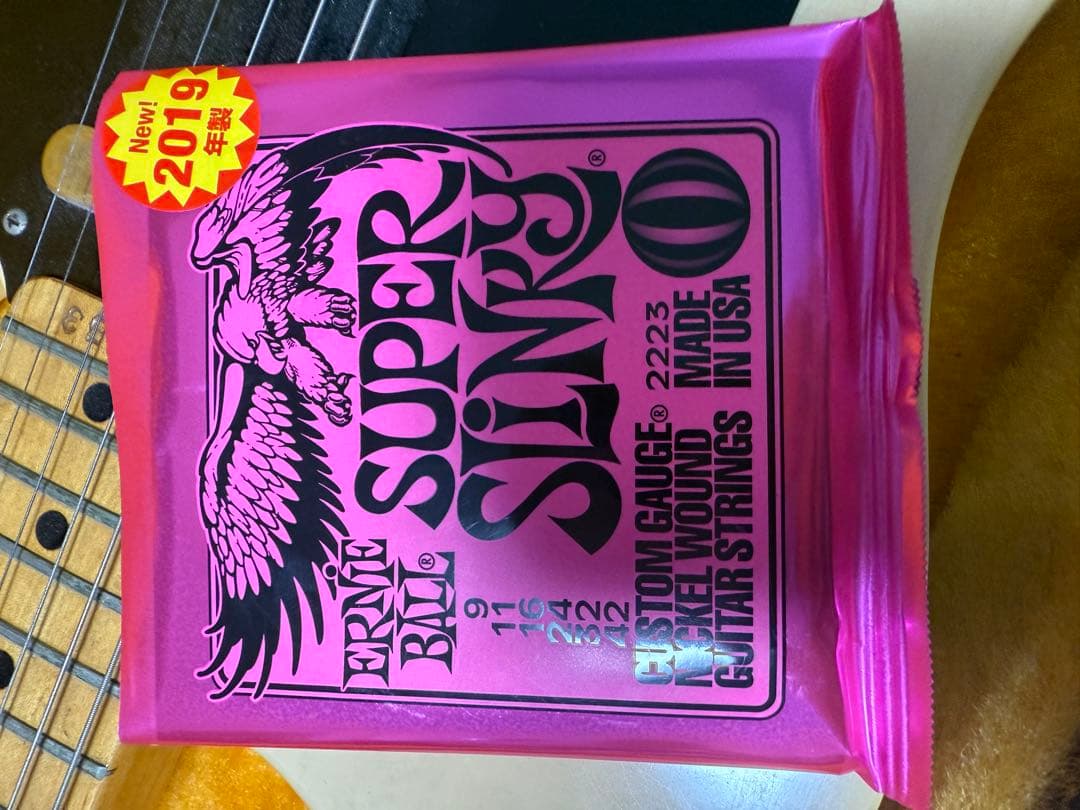 New!
2019
年製
ERNIE
BALL®
SUPER
SLINKY®
9
11
16
24
32
42
CUSTOM GAUGE® 2223
NICKEL WOUND MADE
GUITAR STRINGS IN USA